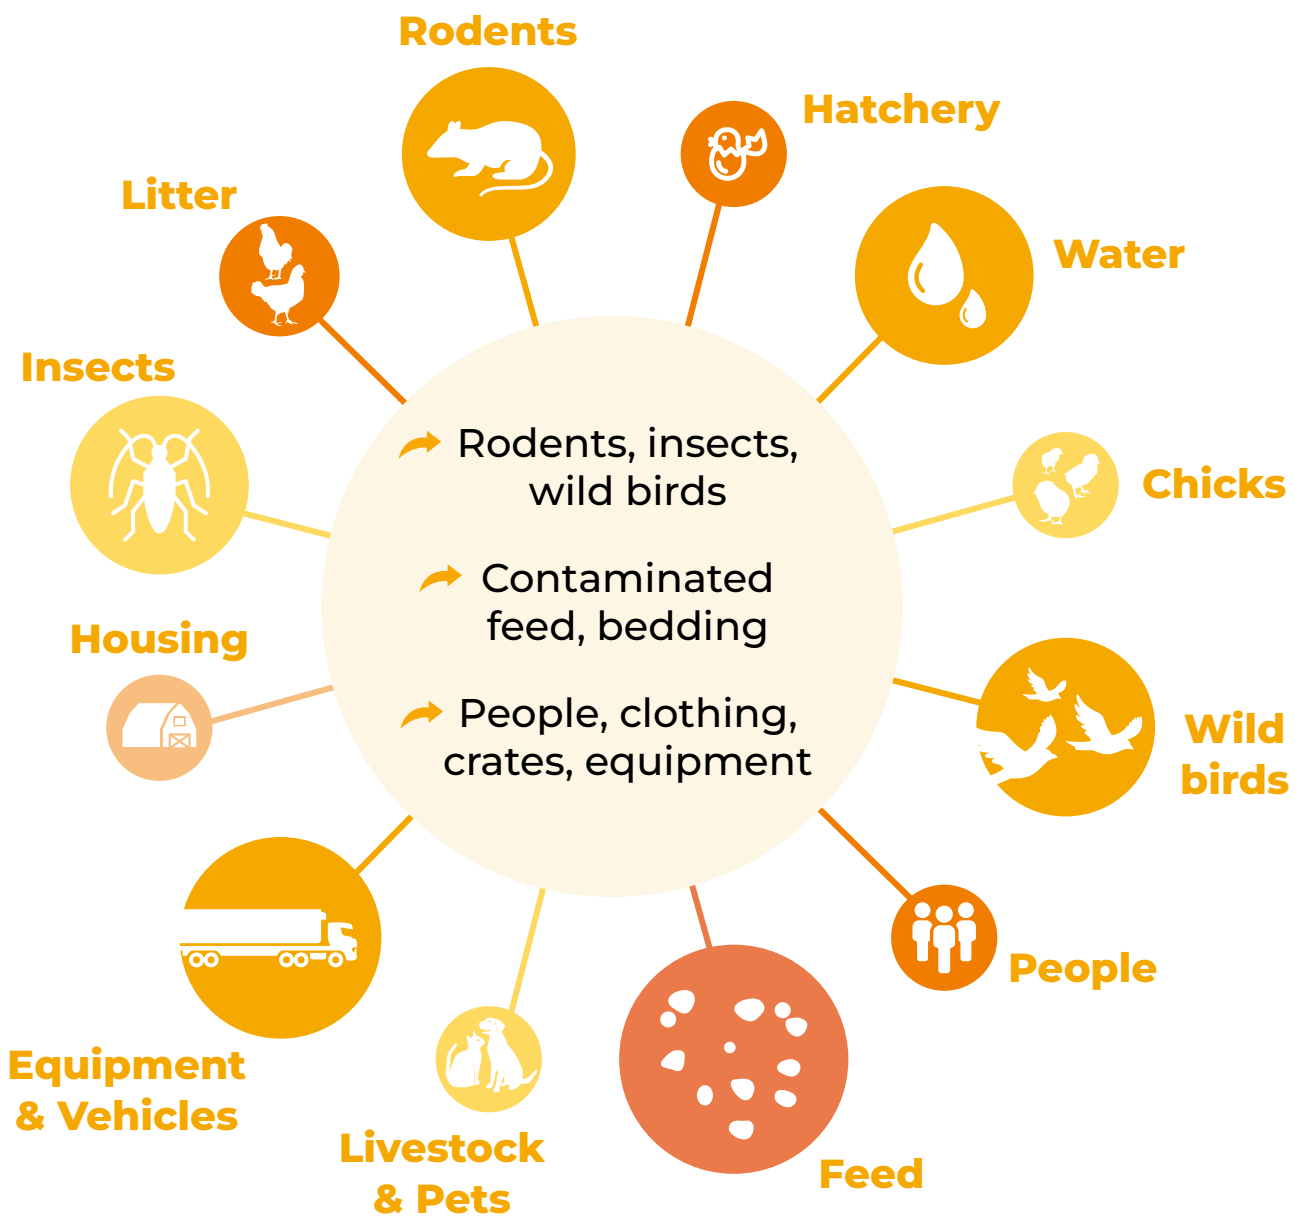 Rodents
Hatchery
Litter
Water
Insects
Rodents, insects,
wild birds
Chicks
Contaminated
feed, bedding
Housing
People, clothing,
crates, equipment
Wild
birds
People
Equipment
& Vehicles
Livestock
& Pets
Feed